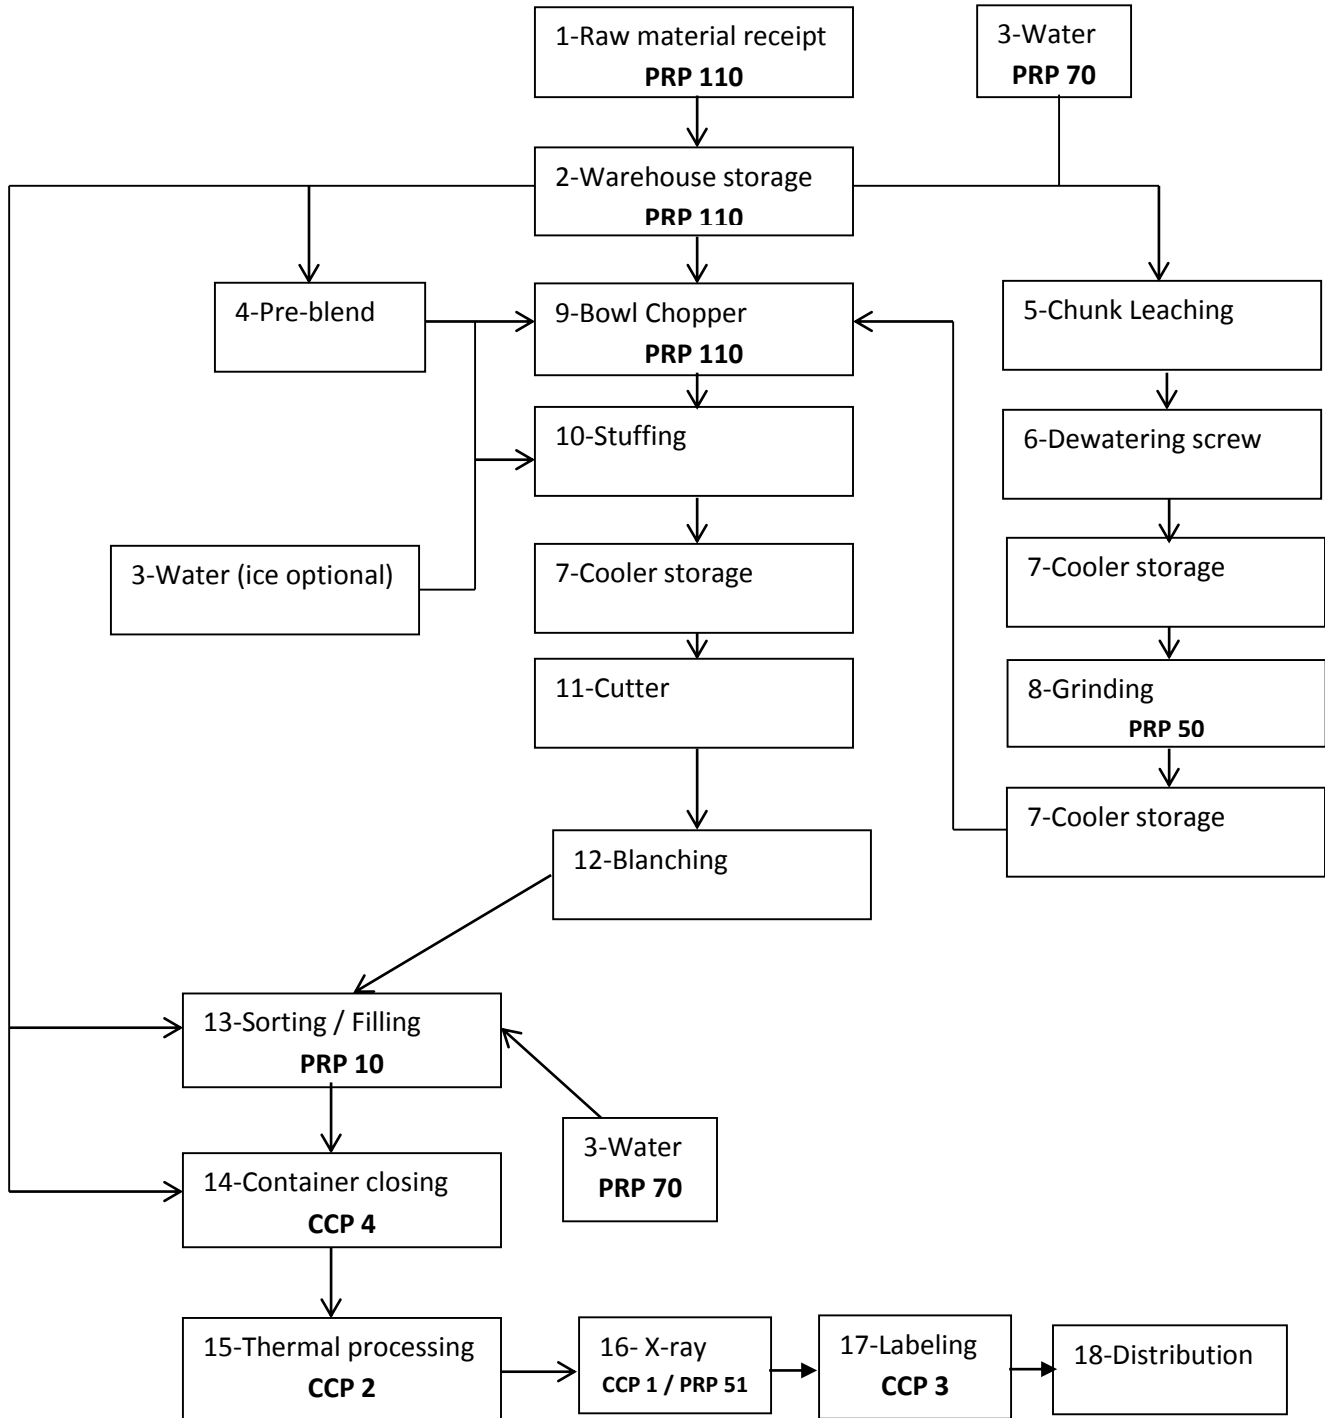 1-Raw material receipt
PRP 110
3-Water
PRP 70
2-Warehouse storage
PRP 110
4-Pre-blend
9-Bowl Chopper
PRP 110
5-Chunk Leaching
10-Stuffing
6-Dewatering screw
3-Water (ice optional)
7-Cooler storage
7-Cooler storage
11-Cutter
8-Grinding
PRP 50
7-Cooler storage
12-Blanching
13-Sorting / Filling
PRP 10
3-Water
PRP 70
14-Container closing
CCP 4
15-Thermal processing
CCP 2
16- X-ray
CCP 1 / PRP 51
17-Labeling
CCP 3
18-Distribution